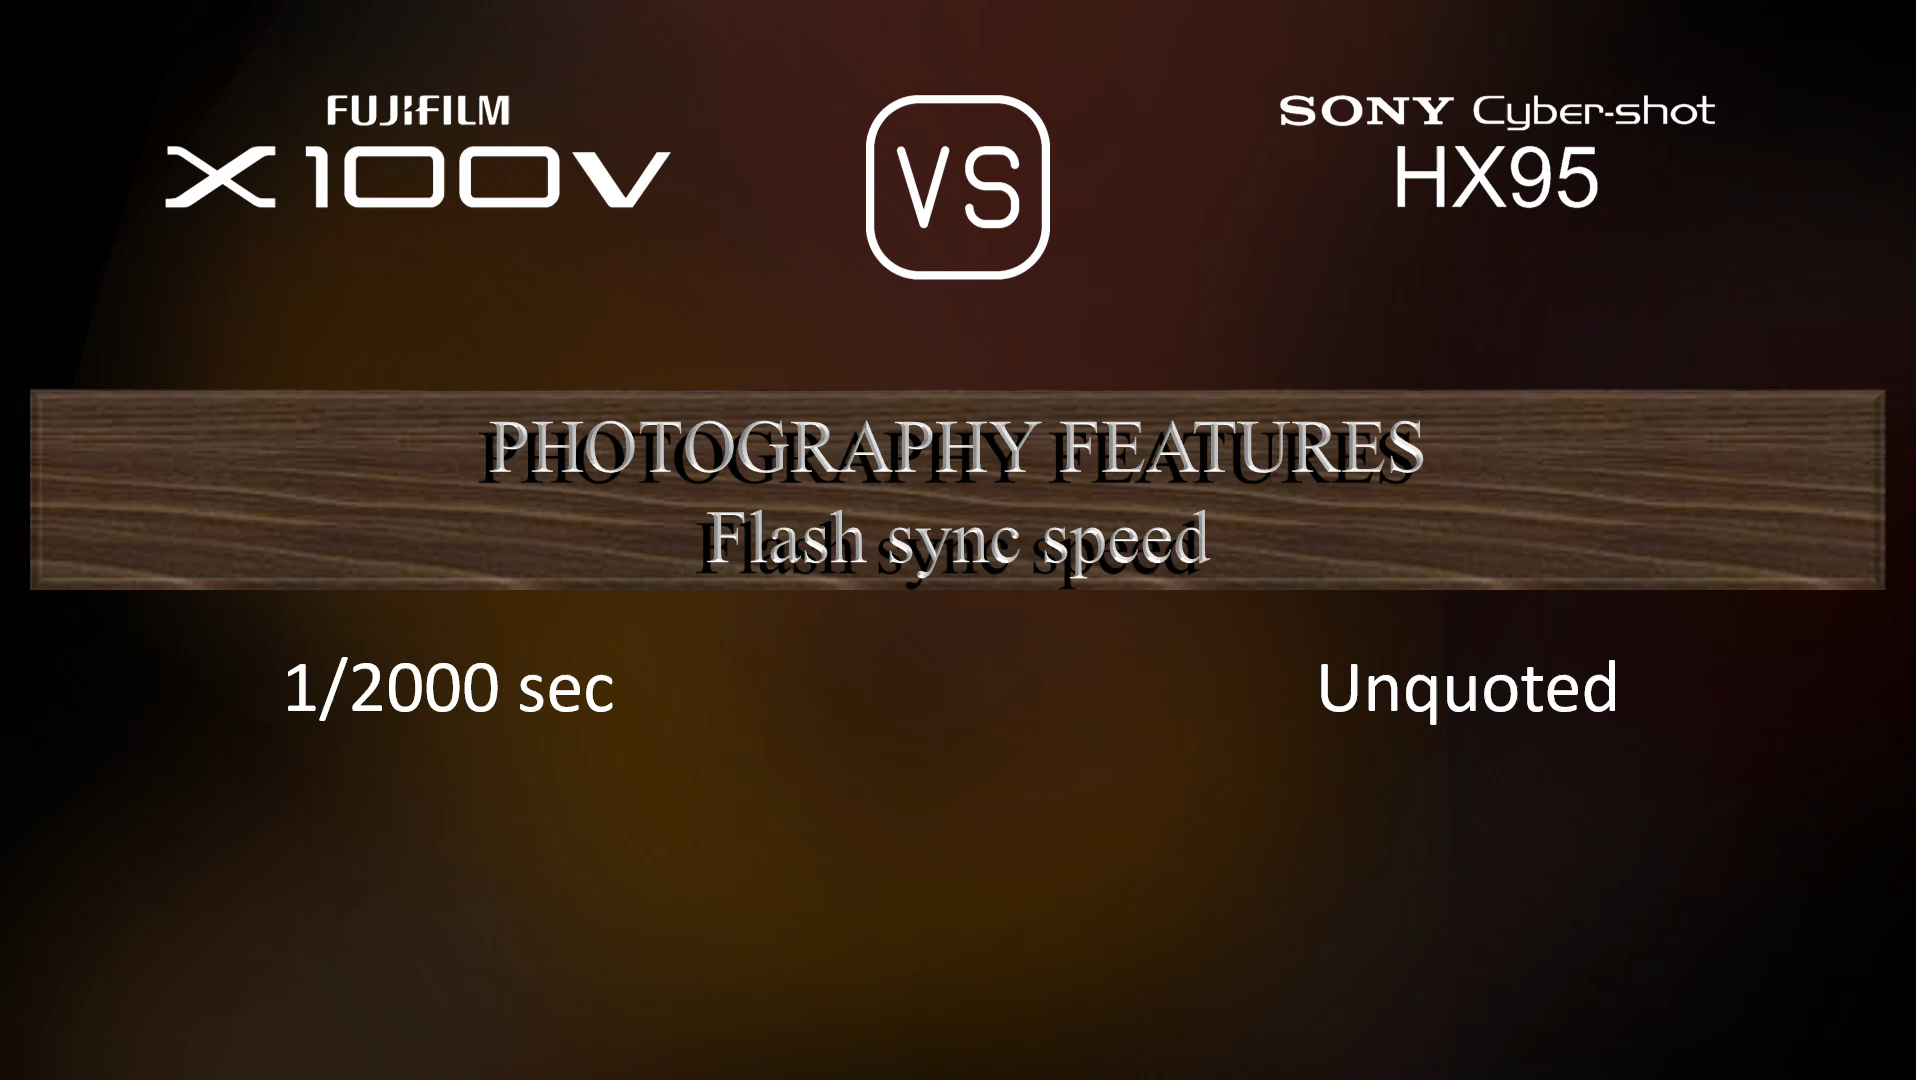 FUJIFILM
X100V
VS
SONY Cyber-shot
HX95
PHOTOGRAPHY FEATURES
Flash sync speed
1/2000 sec
Unquoted